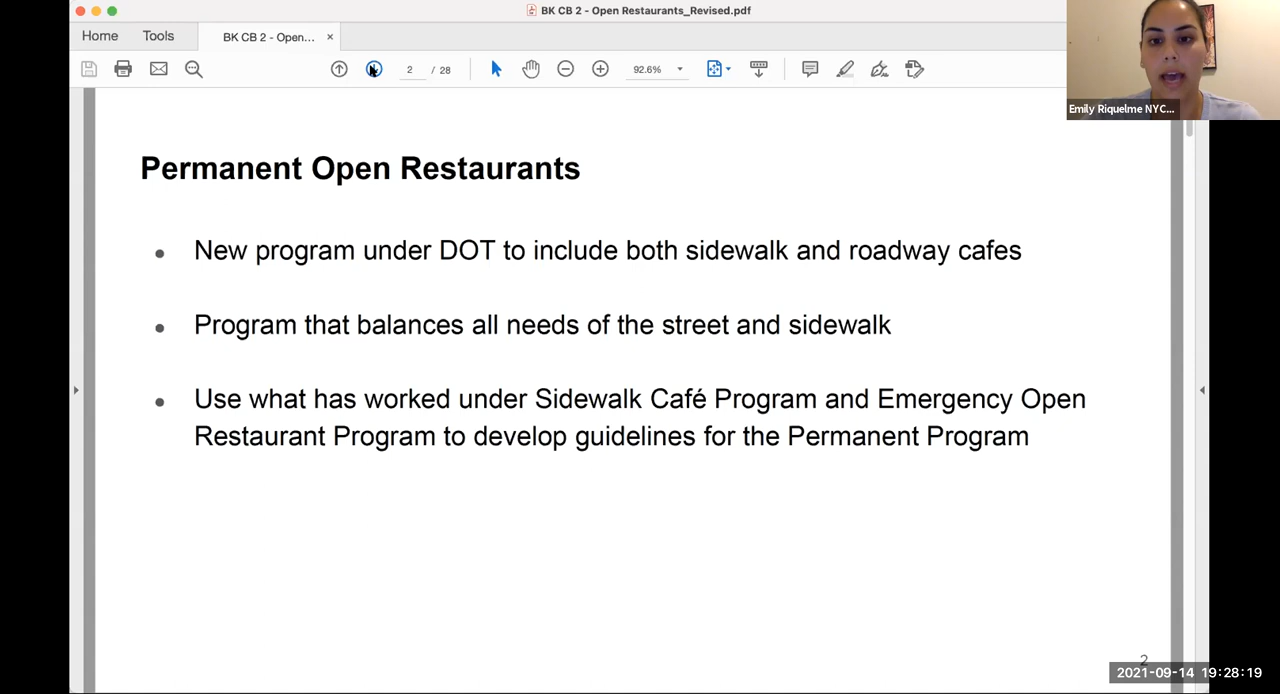 BK CB 2 - Open Restaurants_Revised.pdf
Home
Tools
BK CB 2 - Open... ×
2 / 28
92.6%
Emily Riquelme NYC...
Permanent Open Restaurants
• New program under DOT to include both sidewalk and roadway cafes
• Program that balances all needs of the street and sidewalk
• Use what has worked under Sidewalk Café Program and Emergency Open
Restaurant Program to develop guidelines for the Permanent Program
2
2021-09-14 19:28:19